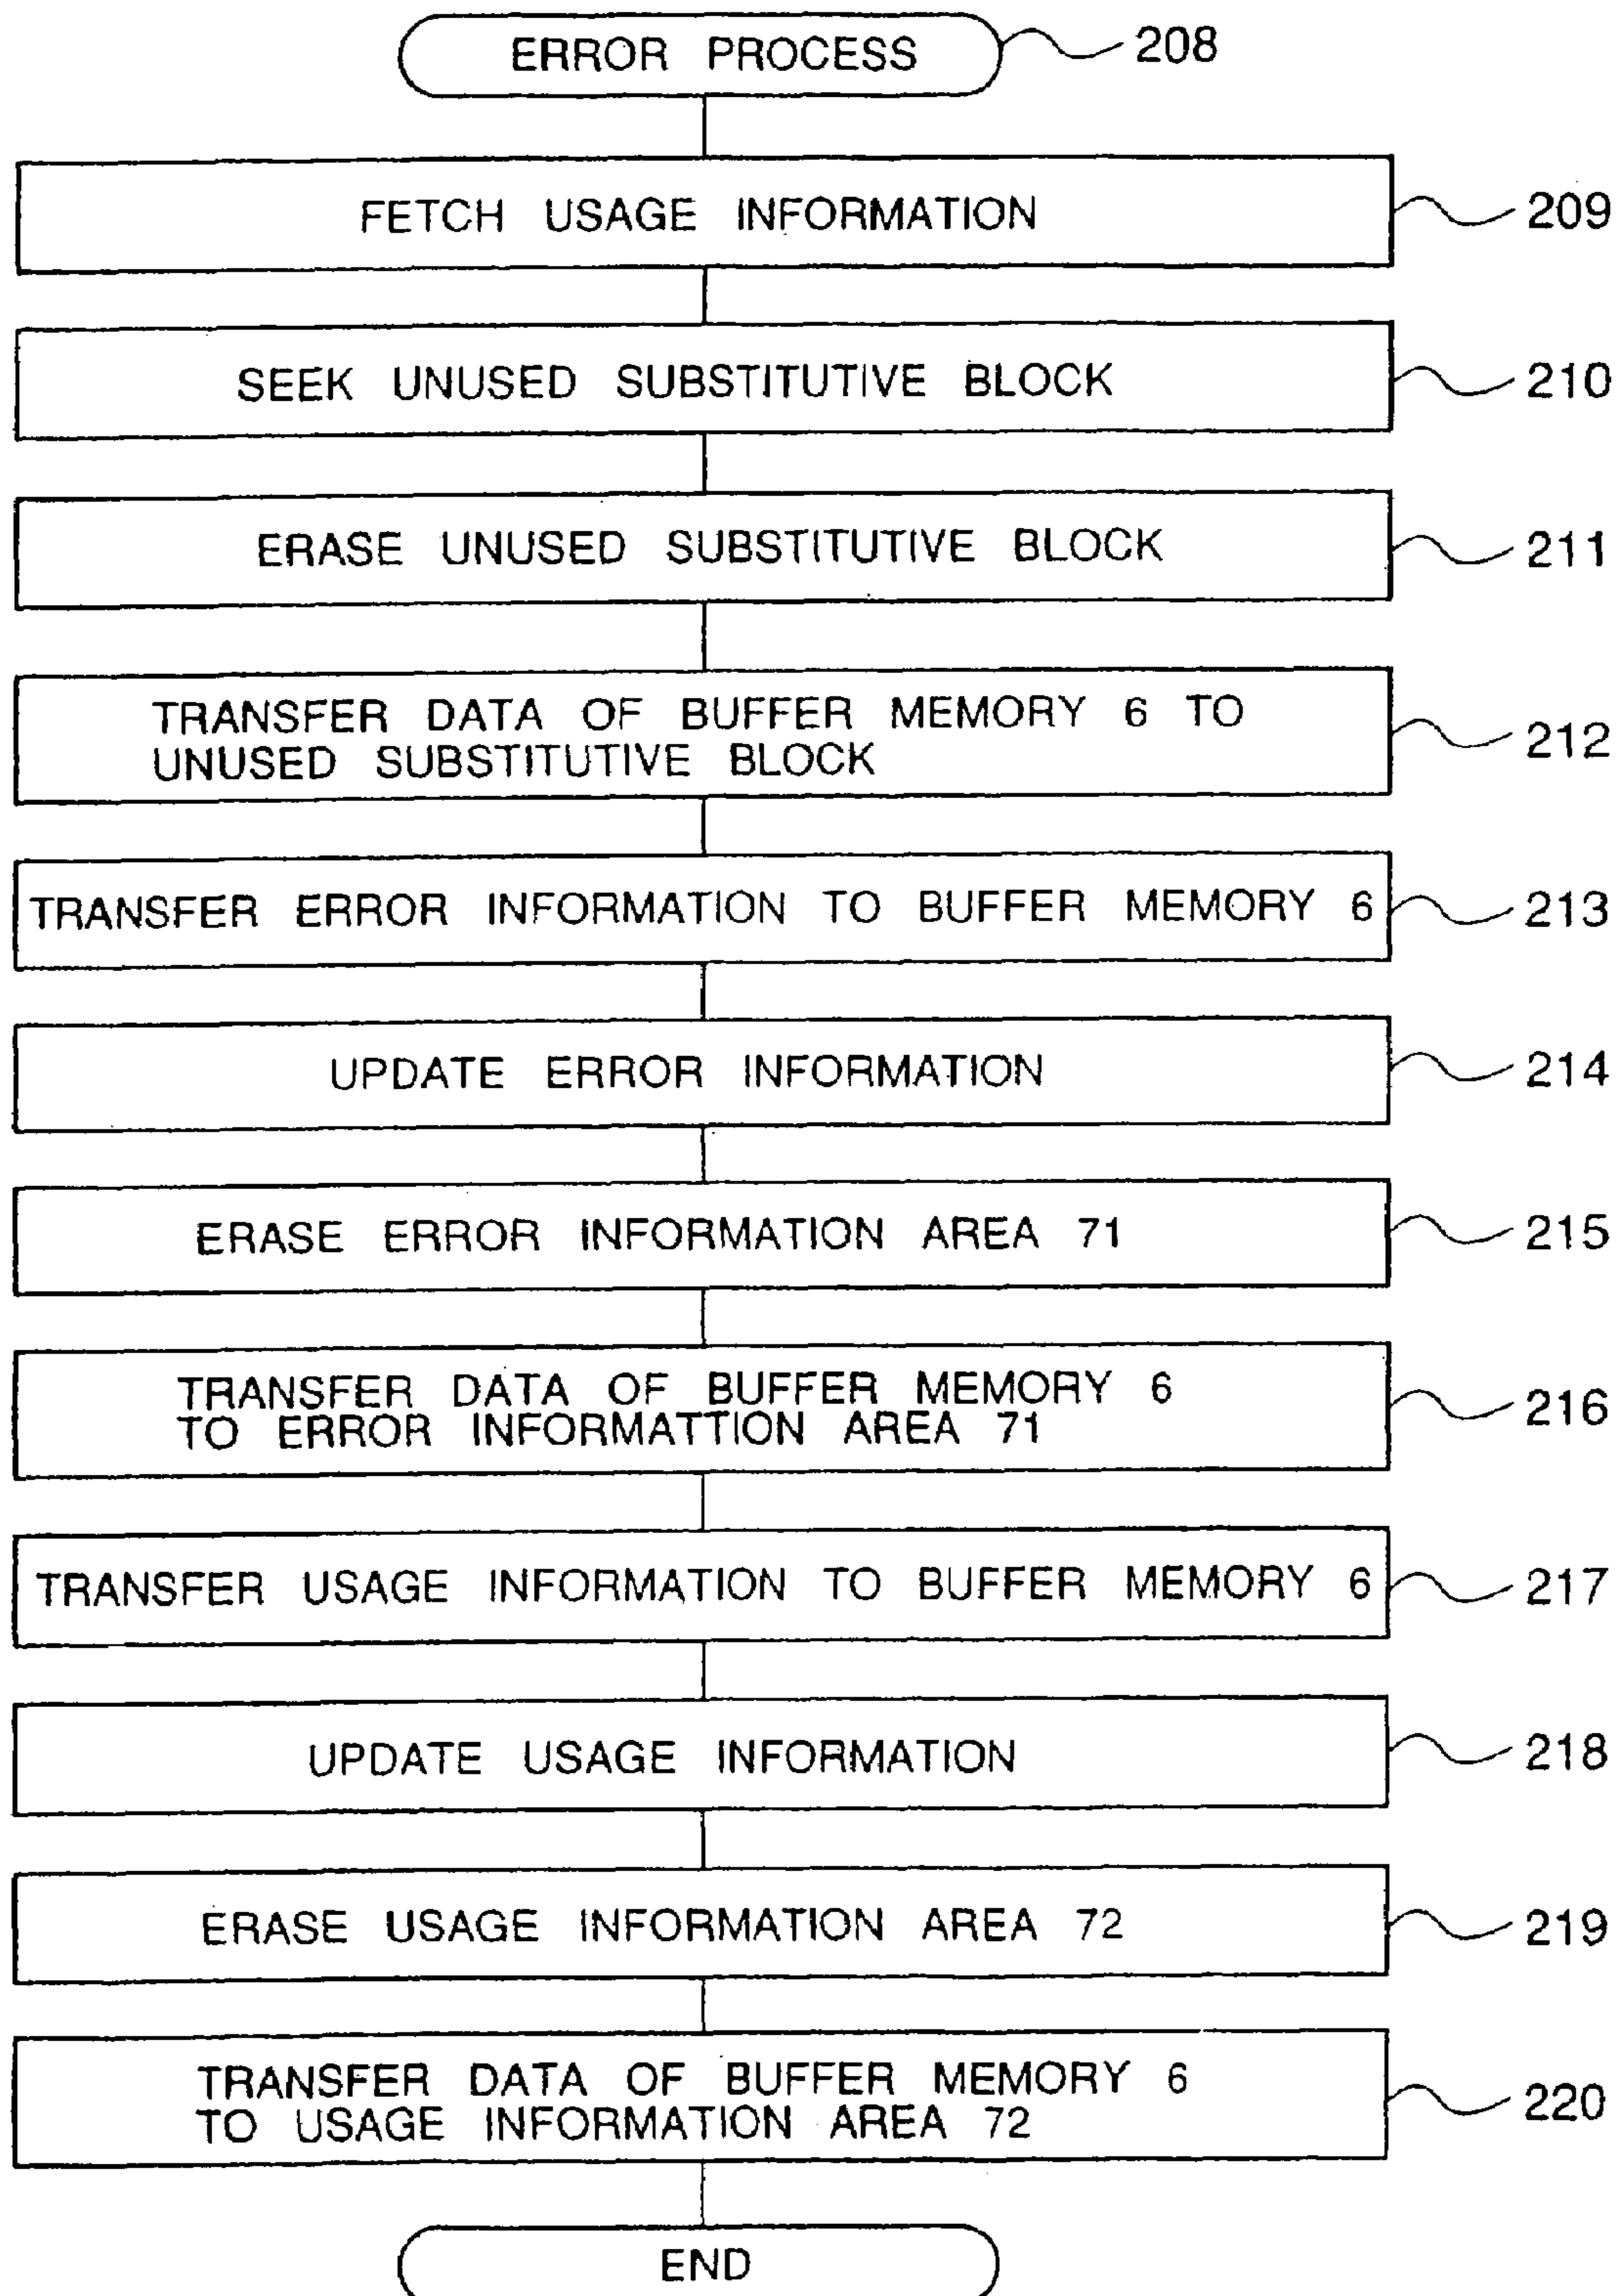 ERROR PROCESS 208
FETCH USAGE INFORMATION 209
SEEK UNUSED SUBSTITUTIVE BLOCK 210
ERASE UNUSED SUBSTITUTIVE BLOCK 211
TRANSFER DATA OF BUFFER MEMORY 6 TO
UNUSED SUBSTITUTIVE BLOCK 212
TRANSFER ERROR INFORMATION TO BUFFER MEMORY 6 213
UPDATE ERROR INFORMATION 214
ERASE ERROR INFORMATION AREA 71 215
TRANSFER DATA OF BUFFER MEMORY 6
TO ERROR INFORMATTION AREA 71 216
TRANSFER USAGE INFORMATION TO BUFFER MEMORY 6 217
UPDATE USAGE INFORMATION 218
ERASE USAGE INFORMATION AREA 72 219
TRANSFER DATA OF BUFFER MEMORY 6
TO USAGE INFORMATION AREA 72 220
END